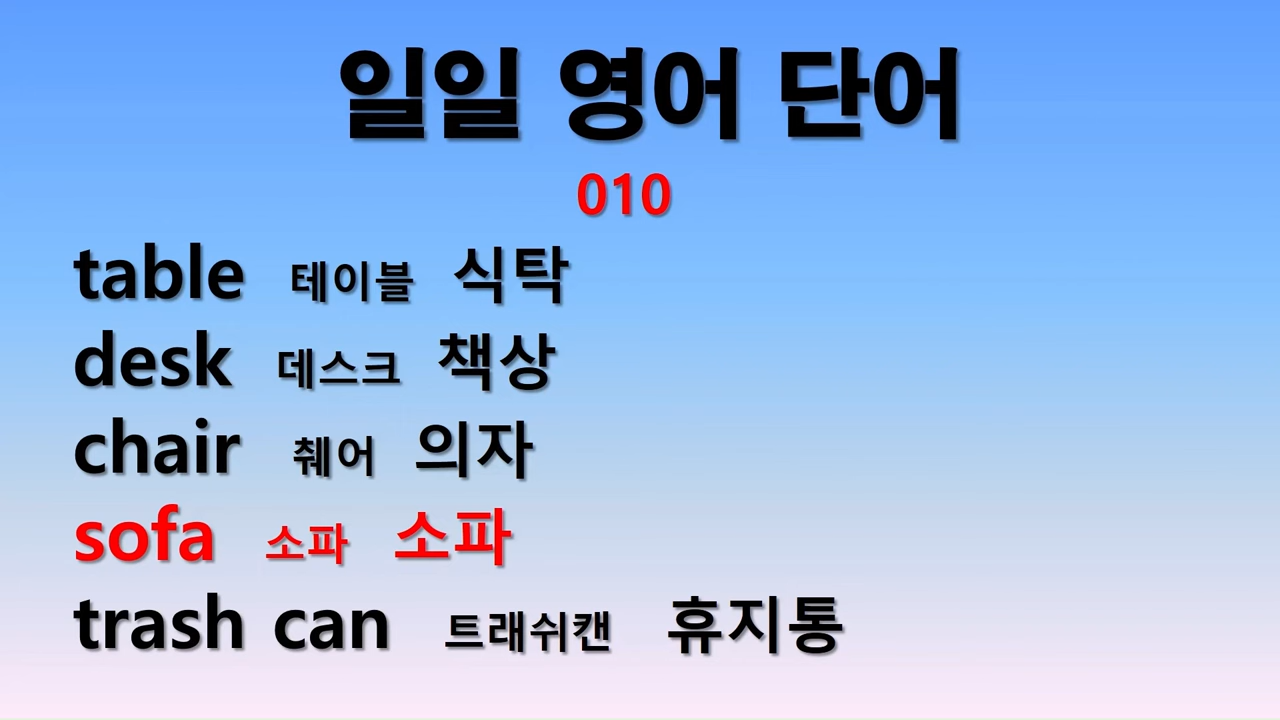 일일 영어 단어
010
table 테이블 식탁
desk 데스크 책상
chair 췌어 의자
sofa 소파 소파
trash can 트래쉬캔 휴지통